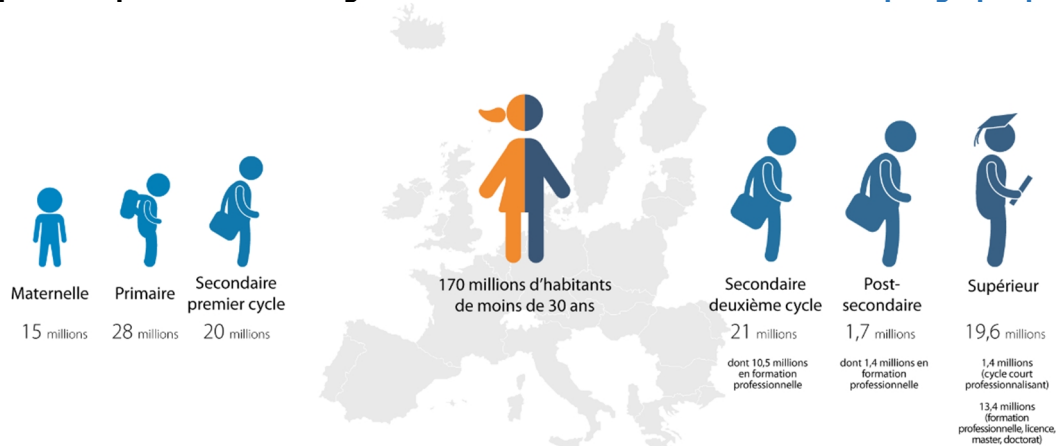 Maternelle
15 millions
Primaire
28 millions
Secondaire
premier cycle
20 millions
170 millions d'habitants
de moins de 30 ans
Secondaire
deuxième cycle
21 millions
dont 10,5 millions
en formation
professionnelle
Post-
secondaire
1,7 millions
dont 1,4 millions en
formation
professionnelle
Supérieur
19,6 millions
1,4 millions
(cycle court
professionnalisant)
13,4 millions
(formation
professionnelle, licence,
master, doctorat)